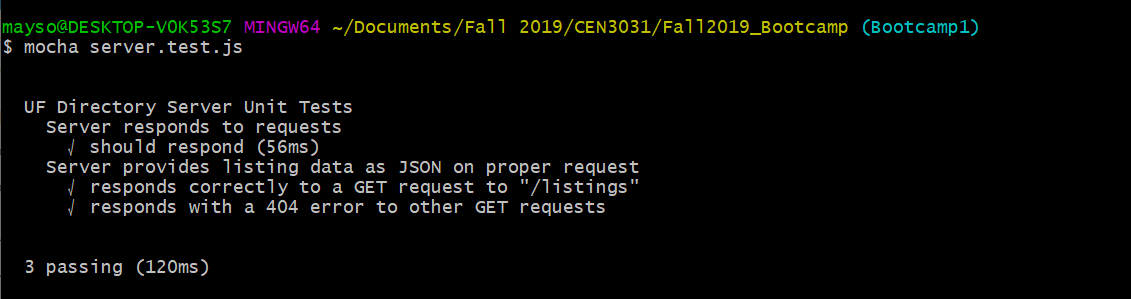 mayso@DESKTOP-V0K53S7 MINGW64 ~/Documents/Fall 2019/CEN3031/Fall2019_Bootcamp (Bootcamp1)
$ mocha server.test.js
UF Directory Server Unit Tests
Server responds to requests
√ should respond (56ms)
Server provides listing data as JSON on proper request
√ responds correctly to a GET request to "/listings"
√ responds with a 404 error to other GET requests
3 passing (120ms)